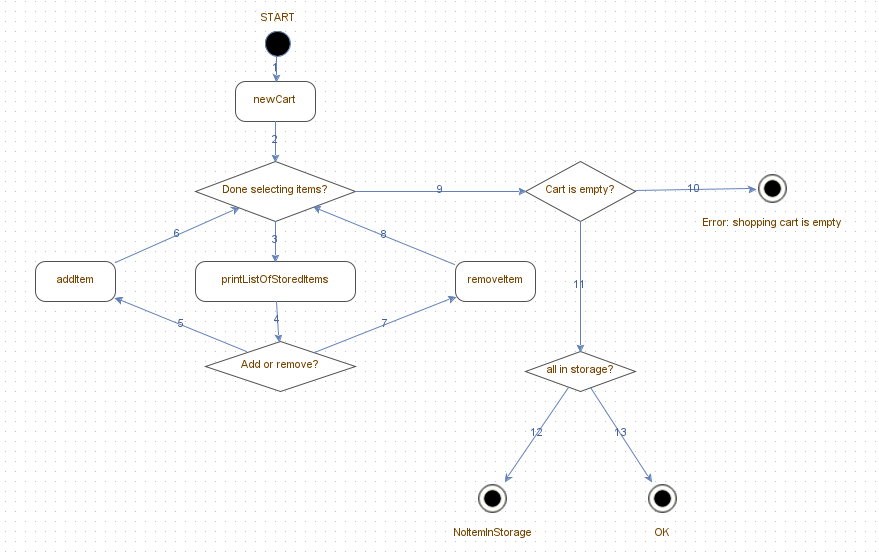 START
1
newCart
2
Done selecting items?
9
Cart is empty?
10
Error: shopping cart is empty
6
3
8
addItem
printListOfStoredItems
removeItem
11
5
4
7
Add or remove?
all in storage?
12
13
NoItemInStorage
OK